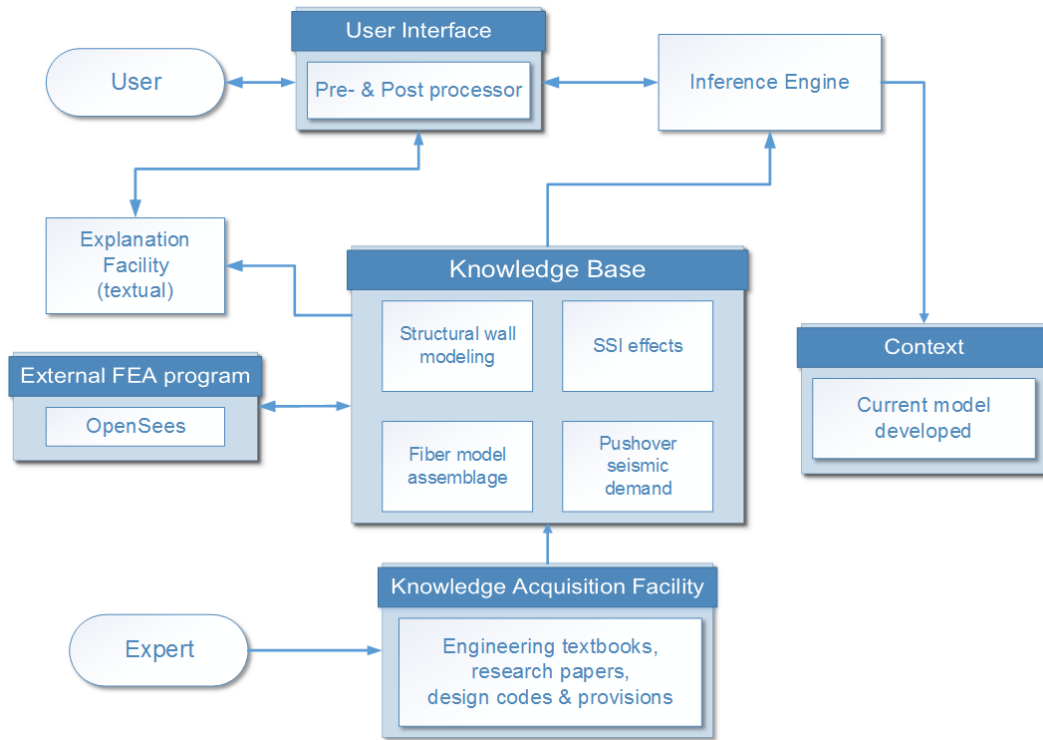 User Interface
User
Pre- & Post processor
Inference Engine
Explanation
Facility
(textual)
Knowledge Base
Structural wall
modeling
SSI effects
External FEA program
OpenSees
Context
Current model
developed
Fiber model
assemblage
Pushover
seismic
demand
Knowledge Acquisition Facility
Expert
Engineering textbooks,
research papers,
design codes & provisions